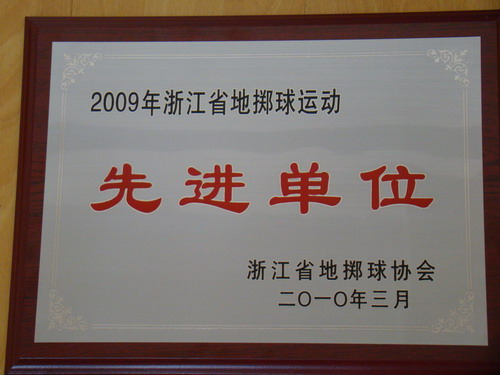 2009年浙江省地掷球运动
先进单位
浙江省地掷球协会
二〇一〇年三月